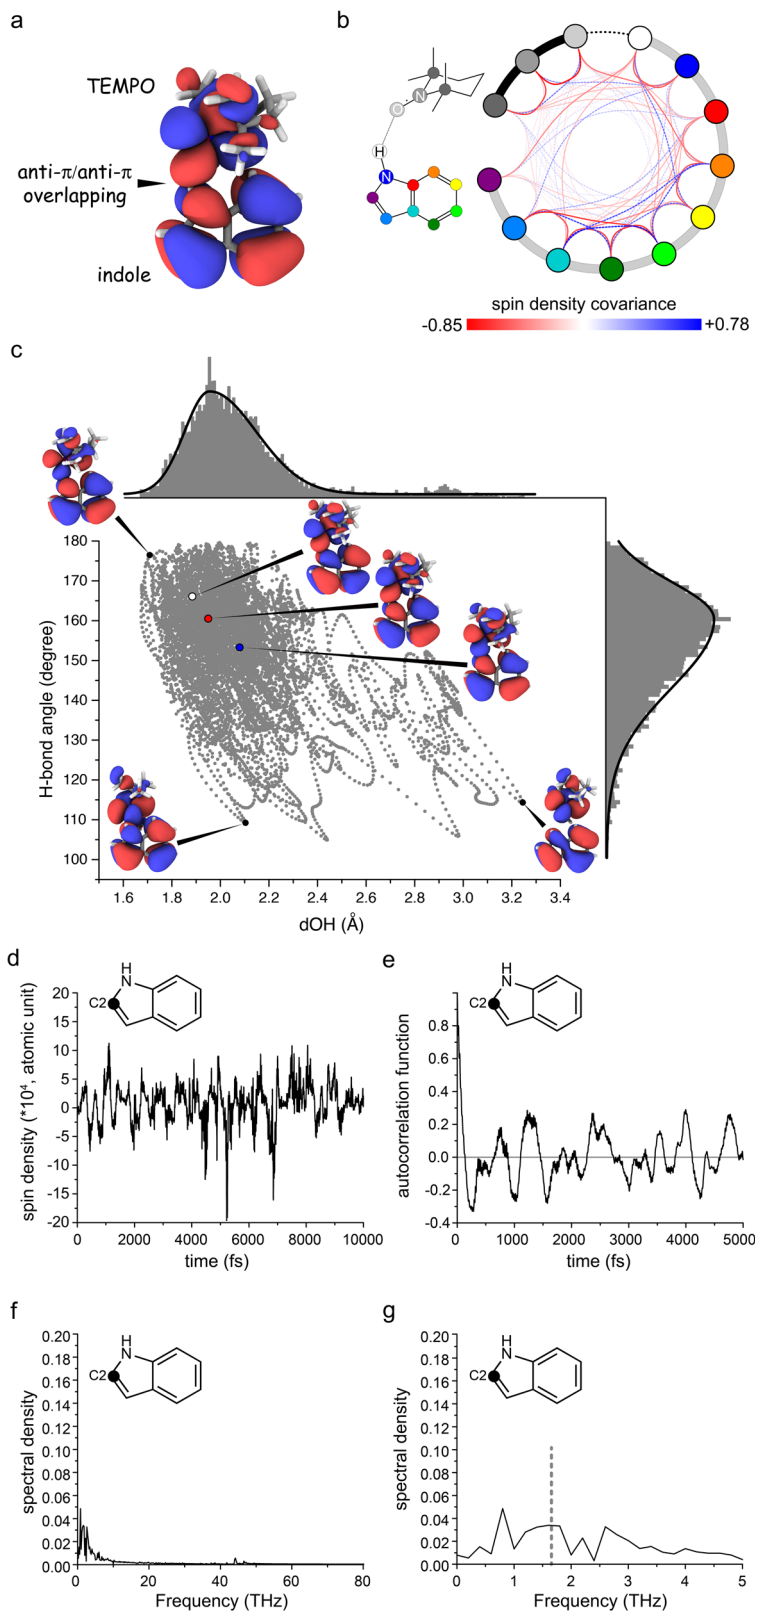 a
TEMPO
anti-π/anti-π
overlapping
indole
b
O
N
H
N
spin density covariance
-0.85
+0.78
c
180
170
160
150
140
130
120
110
100
H-bond angle (degree)
1.6 1.8 2.0 2.2 2.4 2.6 2.8 3.0 3.2 3.4
dOH (Å)
d
H
N
C2
20
15
10
5
0
-5
-10
-15
-20
spin density (*10⁴, atomic unit)
0 2000 4000 6000 8000 10000
time (fs)
e
H
N
C2
0.8
0.6
0.4
0.2
0.0
-0.2
-0.4
autocorrelation function
0 1000 2000 3000 4000 5000
time (fs)
f
H
N
C2
0.20
0.18
0.16
0.14
0.12
0.10
0.08
0.06
0.04
0.02
0.00
spectral density
0 20 40 60 80
Frequency (THz)
g
H
N
C2
0.20
0.18
0.16
0.14
0.12
0.10
0.08
0.06
0.04
0.02
0.00
spectral density
0 1 2 3 4 5
Frequency (THz)